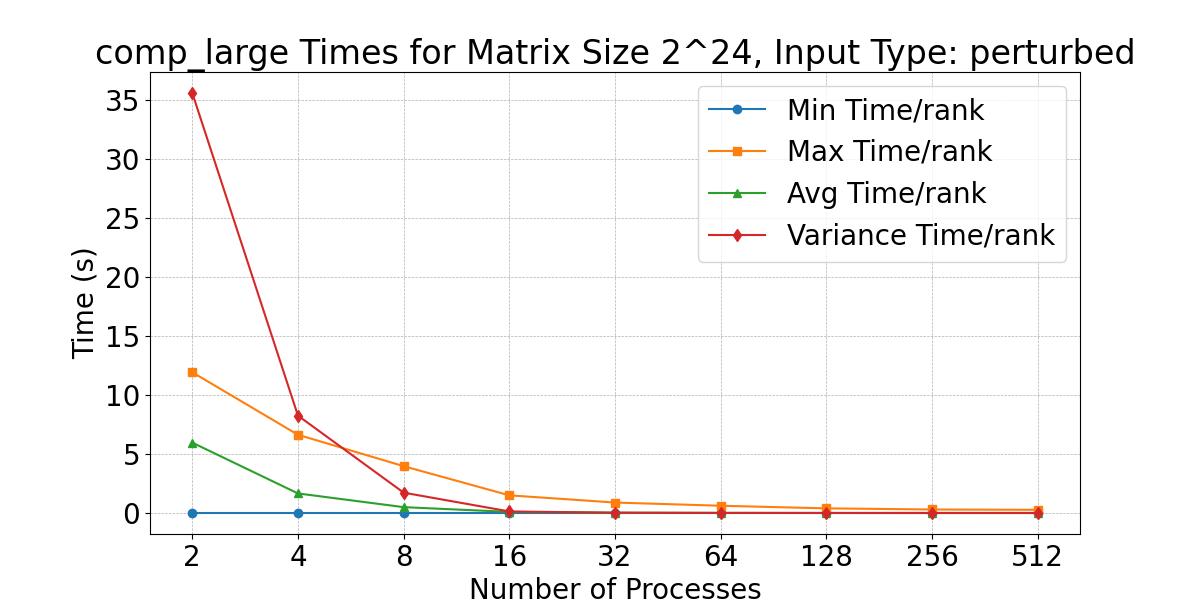 comp_large Times for Matrix Size 2^24, Input Type: perturbed
Min Time/rank
Max Time/rank
Avg Time/rank
Variance Time/rank
Time (s)
35
30
25
20
15
10
5
0
2 4 8 16 32 64 128 256 512
Number of Processes